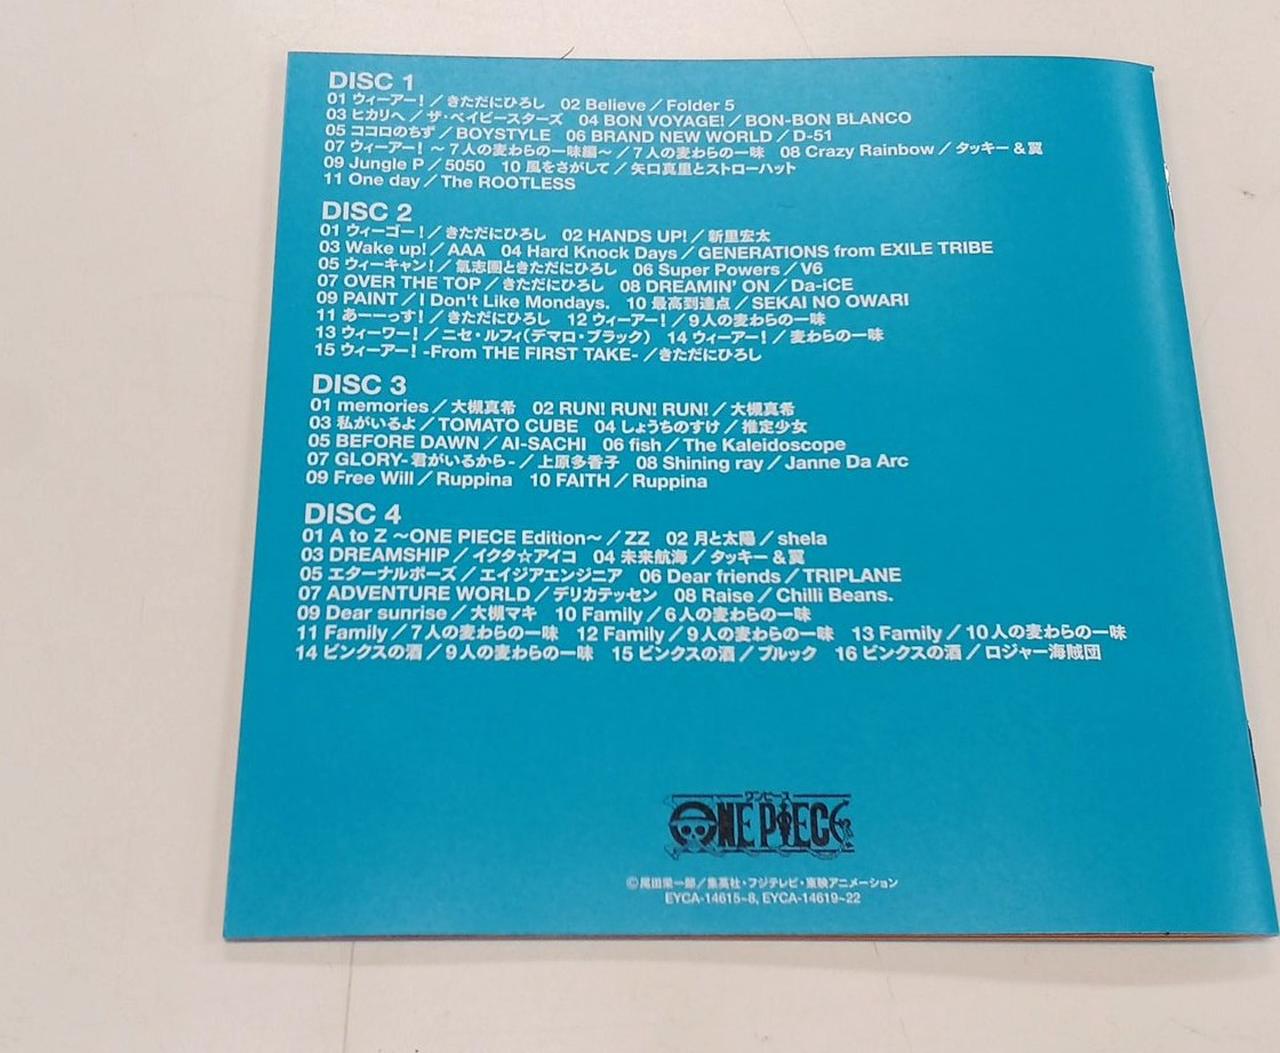 DISC 1
01 ウィーアー!／きただにひろし 02 Believe／Folder 5
03 ヒカリへ／ザ・ベイビースターズ 04 BON VOYAGE!／BON-BON BLANCO
05 ココロのちず／BOYSTYLE 06 BRAND NEW WORLD／D-51
07 ウィーアー! ～7人の麦わらの一味編～／7人の麦わらの一味 08 Crazy Rainbow／タッキー＆翼
09 Jungle P／5050 10 風をさがして／矢口真里とストローハット
11 One day／The ROOTLESS
DISC 2
01 ウィーゴー!／きただにひろし 02 HANDS UP!／新里宏太
03 Wake up!／AAA 04 Hard Knock Days／GENERATIONS from EXILE TRIBE
05 ウィーキャン!／氣志團ときただにひろし 06 Super Powers／V6
07 OVER THE TOP／きただにひろし 08 DREAMIN' ON／Da-iCE
09 PAINT／I Don't Like Mondays. 10 最高到達点／SEKAI NO OWARI
11 あーーっす!／きただにひろし 12 ウィーアー!／9人の麦わらの一味
13 ウィーワー!／ニセ・ルフィ(デマロ・ブラック) 14 ウィーアー!／麦わらの一味
15 ウィーアー! -From THE FIRST TAKE-／きただにひろし
DISC 3
01 memories／大槻真希 02 RUN! RUN! RUN!／大槻真希
03 私がいるよ／TOMATO CUBE 04 しょうちのすけ／推定少女
05 BEFORE DAWN／AI-SACHI 06 fish／The Kaleidoscope
07 GLORY-君がいるから-／上原多香子 08 Shining ray／Janne Da Arc
09 Free Will／Ruppina 10 FAITH／Ruppina
DISC 4
01 A to Z ～ONE PIECE Edition～／ZZ 02 月と太陽／shela
03 DREAMSHIP／イクタ☆アイコ 04 未来航海／タッキー＆翼
05 エターナルポーズ／エイジアエンジニア 06 Dear friends／TRIPLANE
07 ADVENTURE WORLD／デリカテッセン 08 Raise／Chilli Beans.
09 Dear sunrise／大槻マキ 10 Family／6人の麦わらの一味
11 Family／7人の麦わらの一味 12 Family／9人の麦わらの一味 13 Family／10人の麦わらの一味
14 ビンクスの酒／9人の麦わらの一味 15 ビンクスの酒／ブルック 16 ビンクスの酒／ロジャー海賊団
ワンピース
ONE PIECE
©尾田栄一郎／集英社・フジテレビ・東映アニメーション
EYCA-14615~8, EYCA-14619~22